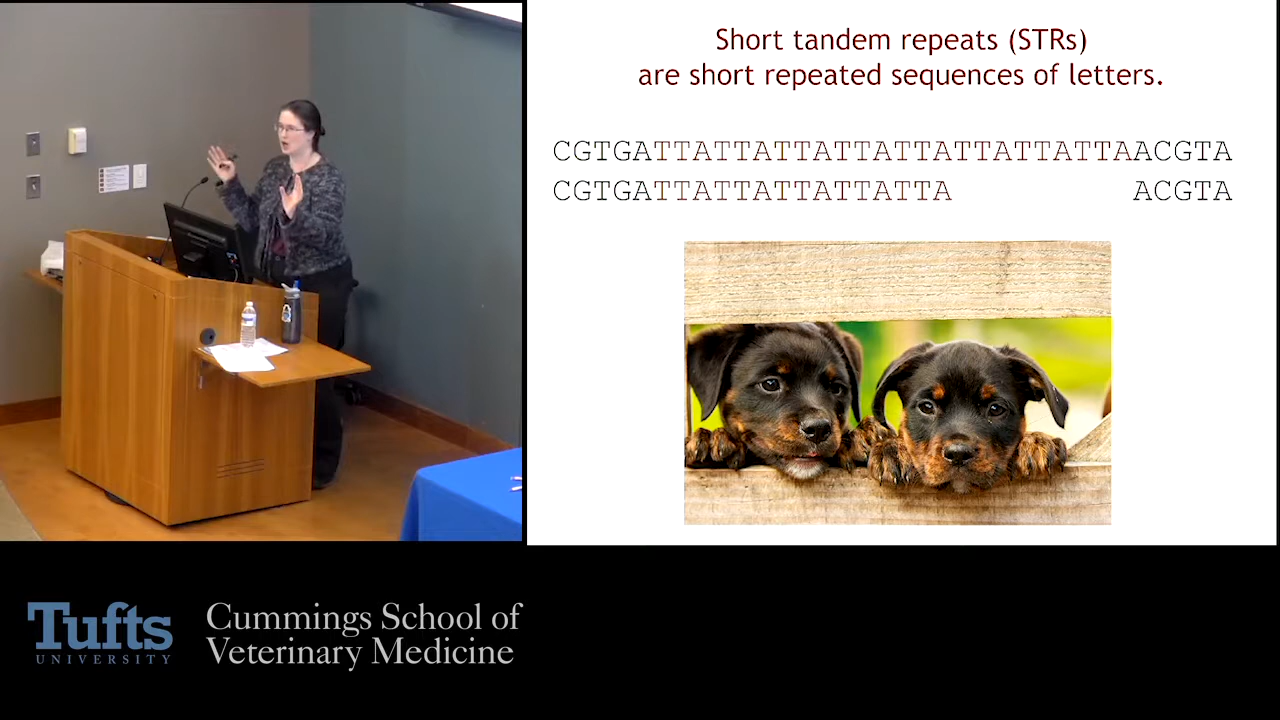 Short tandem repeats (STRs)
are short repeated sequences of letters.
CGTGATTATTATTATTATTATTATTATTAACGTA
CGTGATTATTATTATTATTA         ACGTA
Tufts
UNIVERSITY
Cummings School of
Veterinary Medicine